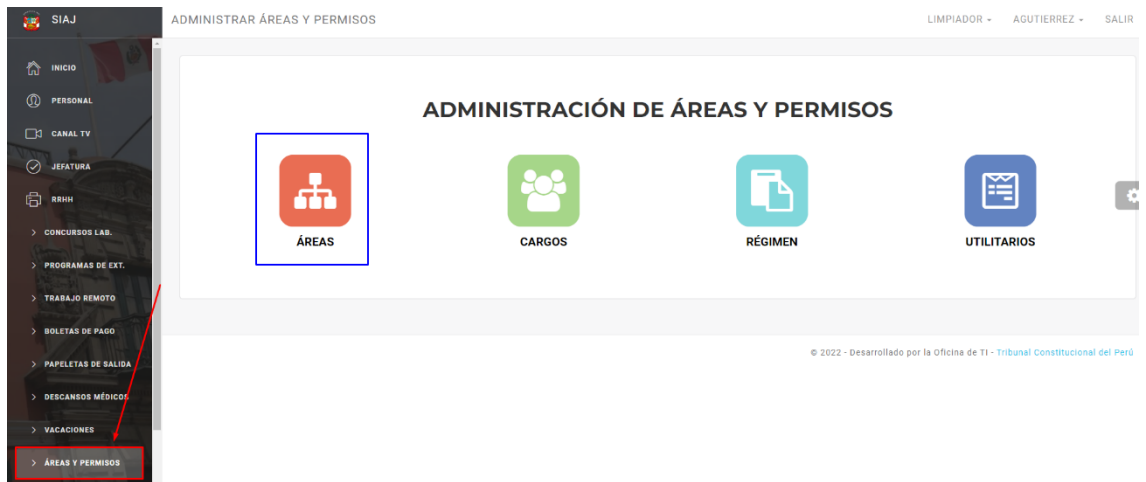 SIAJ
ADMINISTRAR ÁREAS Y PERMISOS
LIMPIADOR
AGUTIERREZ
SALIR
INICIO
PERSONAL
CANAL TV
JEFATURA
RRHH
> CONCURSOS LAB.
> PROGRAMAS DE EXT.
> TRABAJO REMOTO
> BOLETAS DE PAGO
> PAPELETAS DE SALIDA
> DESCANSOS MÉDICOS
> VACACIONES
> ÁREAS Y PERMISOS
ADMINISTRACIÓN DE ÁREAS Y PERMISOS
ÁREAS
CARGOS
RÉGIMEN
UTILITARIOS
© 2022 - Desarrollado por la Oficina de TI - Tribunal Constitucional del Perú